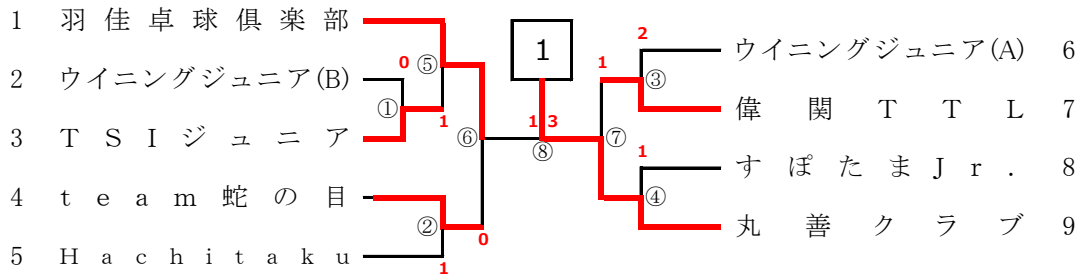 1 羽佳卓球倶楽部
2 ウイニングジュニア(B)
3 TSIジュニア
4 team蛇の目
5 Hachitaku
0
①
⑤
1
②
1
⑥
0
1
1 3
⑧
⑦
1
2
③
1
④
ウイニングジュニア(A) 6
偉関TTL 7
すぽたまJr. 8
丸善クラブ 9